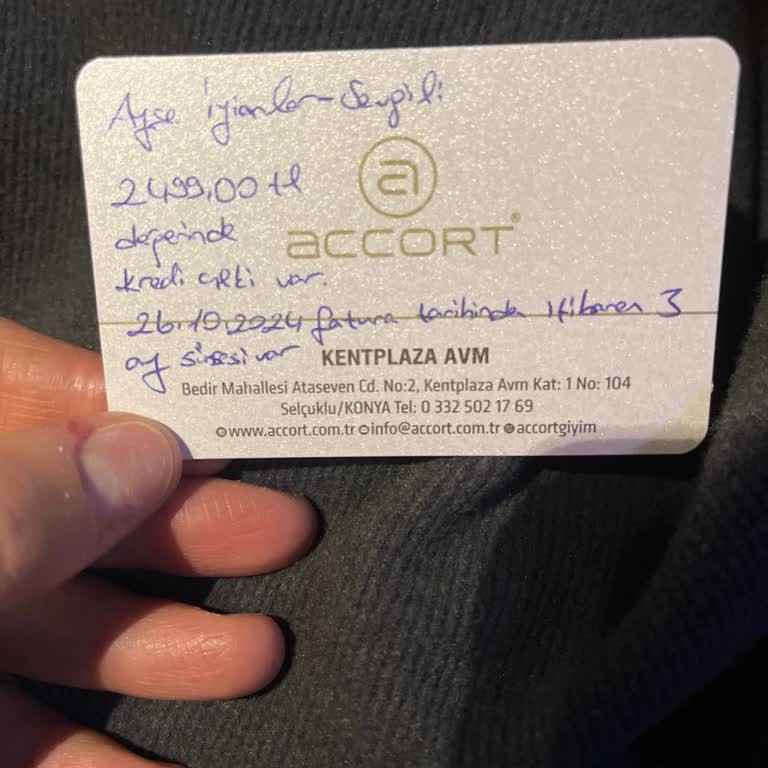 Ayşe
a
2499,00 tl
değerinde
ACCORT®
kredi çeki var.
26.10.2024 fatura tarihinden itibaren 3
ay süresi var
KENTPLAZA AVM
Bedir Mahallesi Ataseven Cd. No:2, Kentplaza Avm Kat: 1 No: 104
Selçuklu/KONYA Tel: 0 332 502 17 69
www.accort.com.tr info@accort.com.tr accortgiyim